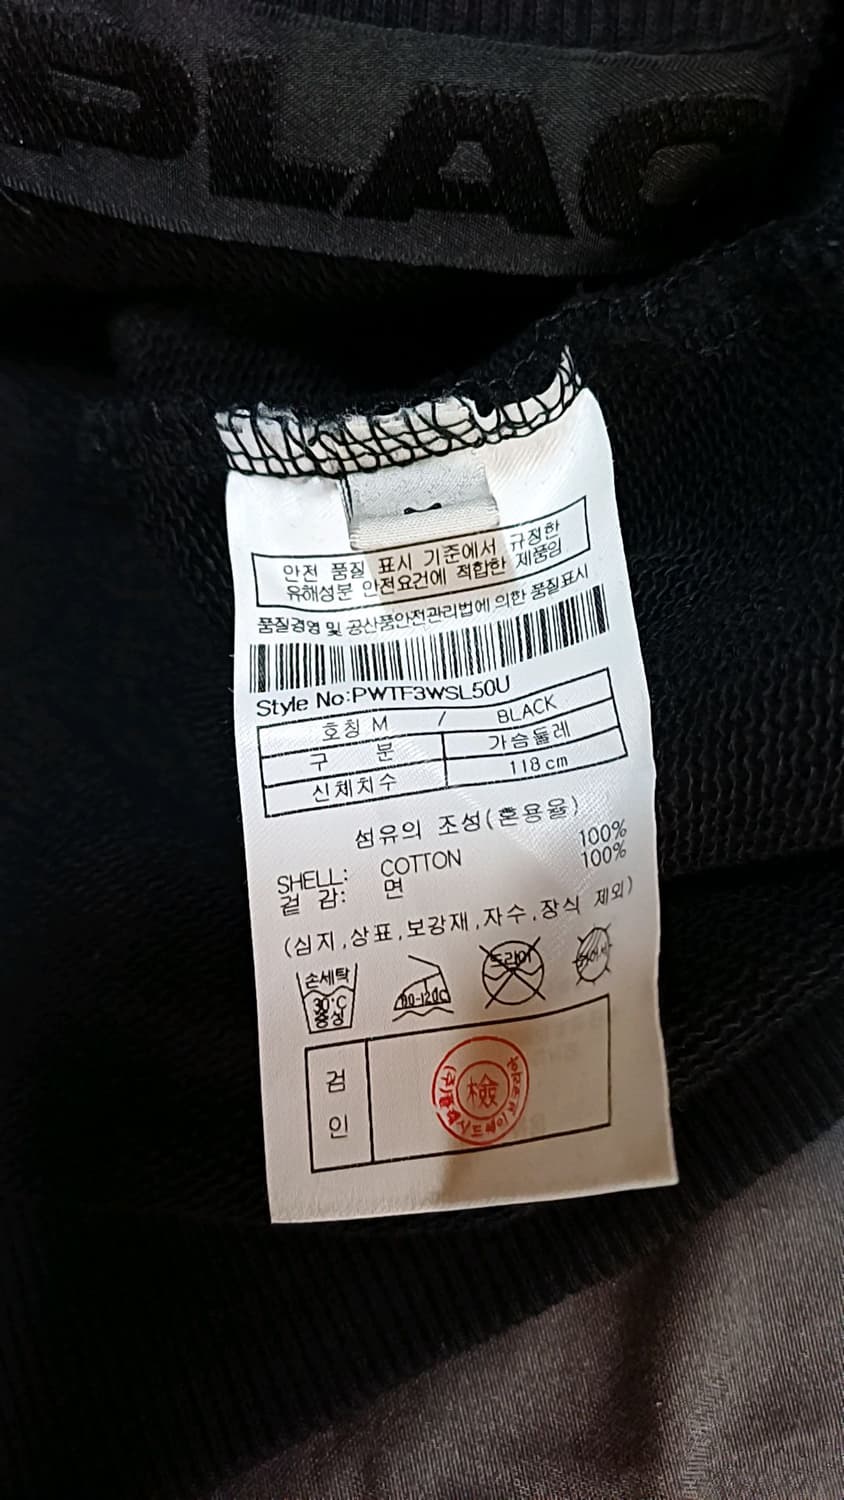 PLAC
안전 품질 표시 기준에서 규정한
유해성분 안전요건에 적합한 제품임
품질경영 및 공산품안전관리법에 의한 품질표시
Style No:PWTF3WSL50U
호칭 M / BLACK
구 분 가슴둘레
신체치수 118cm
섬유의 조성(혼용율)
SHELL: COTTON 100%
겉 감: 면 100%
(심지,상표,보강재,자수,장식 제외)
손세탁
30°C
중성
80-120C
드라이
검
인
檢